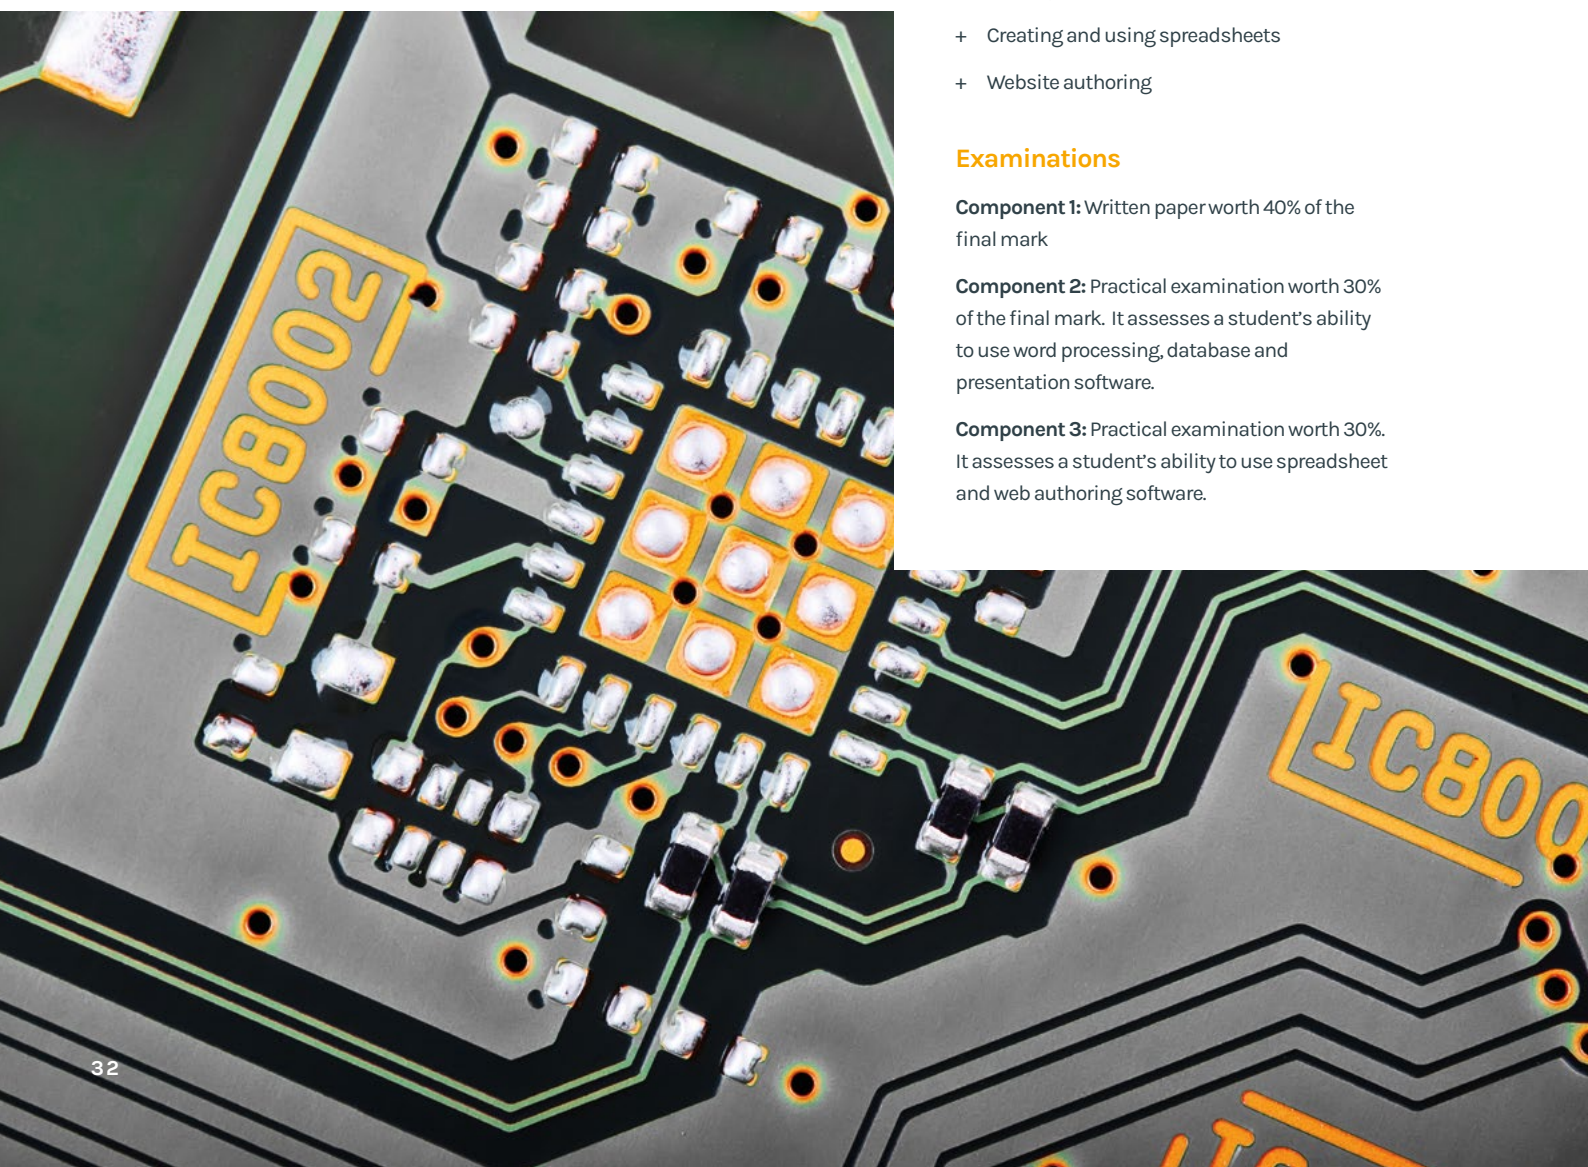 + Creating and using spreadsheets
+ Website authoring
Examinations
Component 1: Written paper worth 40% of the
final mark
Component 2: Practical examination worth 30%
of the final mark. It assesses a student's ability
to use word processing, database and
presentation software.
Component 3: Practical examination worth 30%.
It assesses a student's ability to use spreadsheet
and web authoring software.
IC8002
IC800
IC
32